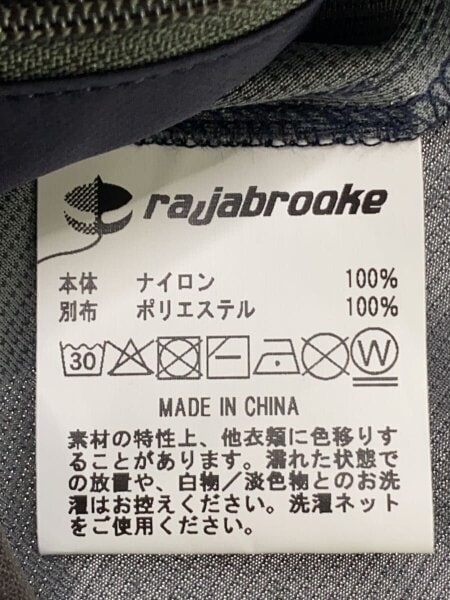 rajabrooke
本体 ナイロン 100%
別布 ポリエステル 100%
30 W
MADE IN CHINA
素材の特性上、他衣類に色移りす
ることがあります。濡れた状態で
の放置や、白物／淡色物とのお洗
濯はお控えください。洗濯ネット
をご使用ください。